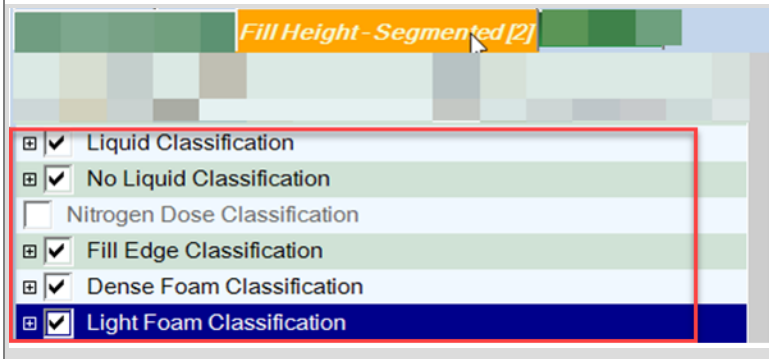 Fill Height - Segmented [2]
Liquid Classification
No Liquid Classification
Nitrogen Dose Classification
Fill Edge Classification
Dense Foam Classification
Light Foam Classification